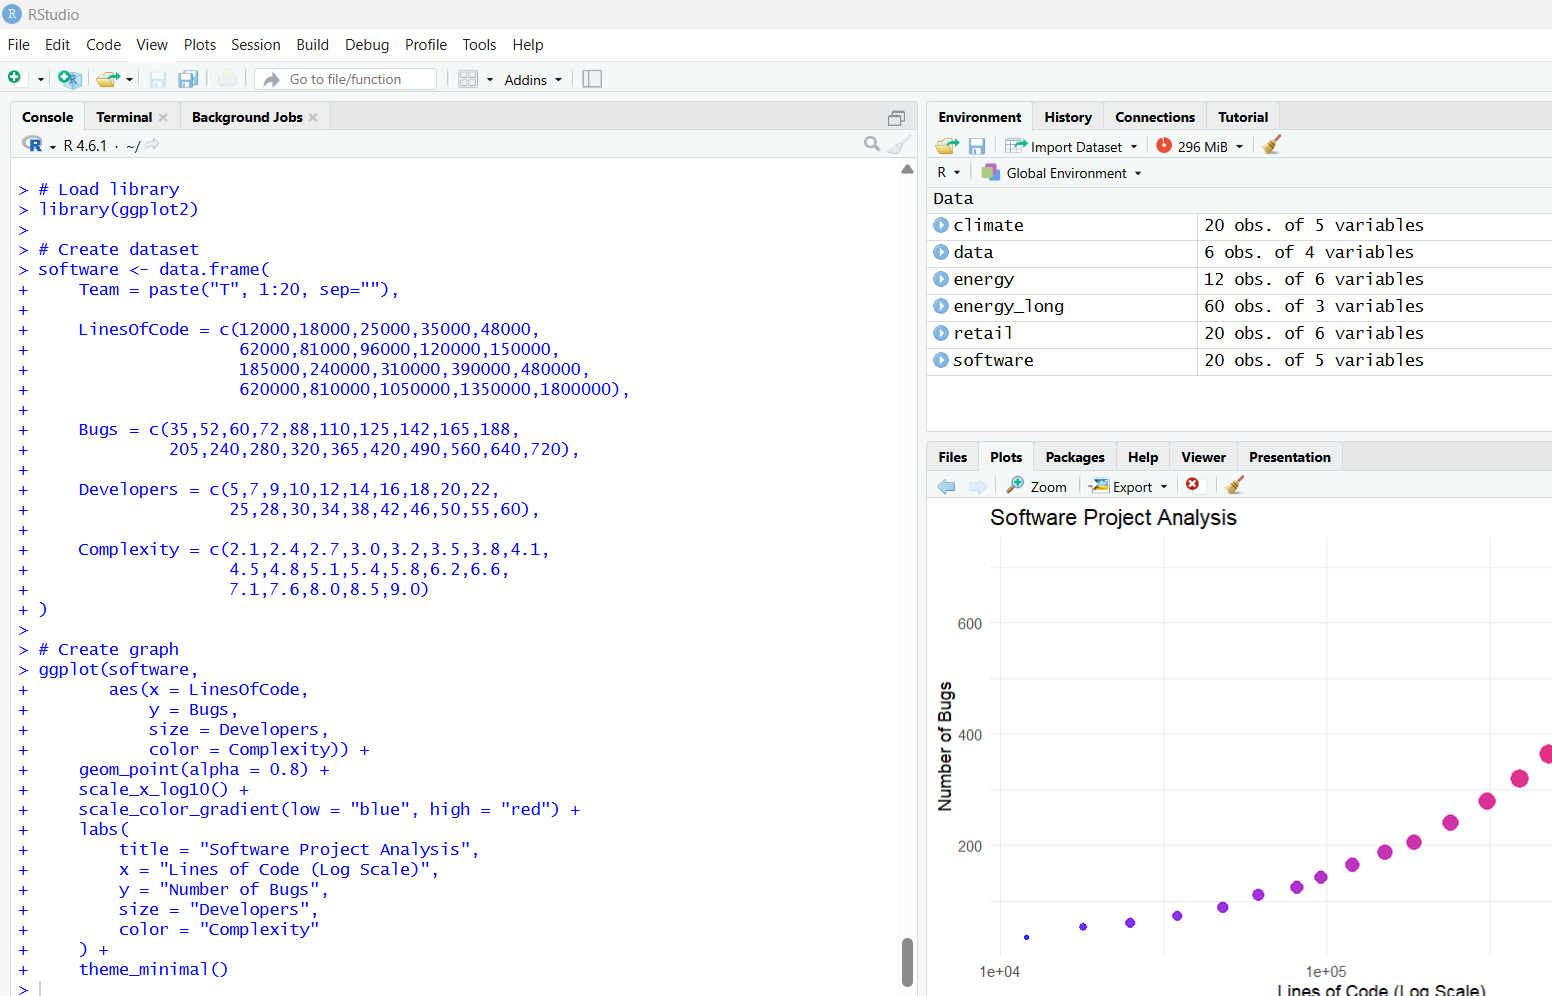 RStudio
File Edit Code View Plots Session Build Debug Profile Tools Help
Go to file/function Addins
Console Terminal Background Jobs
R 4.6.1 · ~/
> # Load library
> library(ggplot2)
>
> # Create dataset
> software <- data.frame(
+     Team = paste("T", 1:20, sep=""),
+
+     LinesOfCode = c(12000,18000,25000,35000,48000,
+                     62000,81000,96000,120000,150000,
+                     185000,240000,310000,390000,480000,
+                     620000,810000,1050000,1350000,1800000),
+
+     Bugs = c(35,52,60,72,88,110,125,142,165,188,
+              205,240,280,320,365,420,490,560,640,720),
+
+     Developers = c(5,7,9,10,12,14,16,18,20,22,
+                    25,28,30,34,38,42,46,50,55,60),
+
+     Complexity = c(2.1,2.4,2.7,3.0,3.2,3.5,3.8,4.1,
+                    4.5,4.8,5.1,5.4,5.8,6.2,6.6,
+                    7.1,7.6,8.0,8.5,9.0)
+ )
>
> # Create graph
> ggplot(software,
+        aes(x = LinesOfCode,
+            y = Bugs,
+            size = Developers,
+            color = Complexity)) +
+     geom_point(alpha = 0.8) +
+     scale_x_log10() +
+     scale_color_gradient(low = "blue", high = "red") +
+     labs(
+         title = "Software Project Analysis",
+         x = "Lines of Code (Log Scale)",
+         y = "Number of Bugs",
+         size = "Developers",
+         color = "Complexity"
+     ) +
+     theme_minimal()
>
Environment History Connections Tutorial
Import Dataset 296 MiB
R Global Environment
Data
climate 20 obs. of 5 variables
data 6 obs. of 4 variables
energy 12 obs. of 6 variables
energy_long 60 obs. of 3 variables
retail 20 obs. of 6 variables
software 20 obs. of 5 variables
Files Plots Packages Help Viewer Presentation
Zoom Export
Software Project Analysis
Number of Bugs
600
400
200
1e+04 1e+05
Lines of Code (Log Scale)